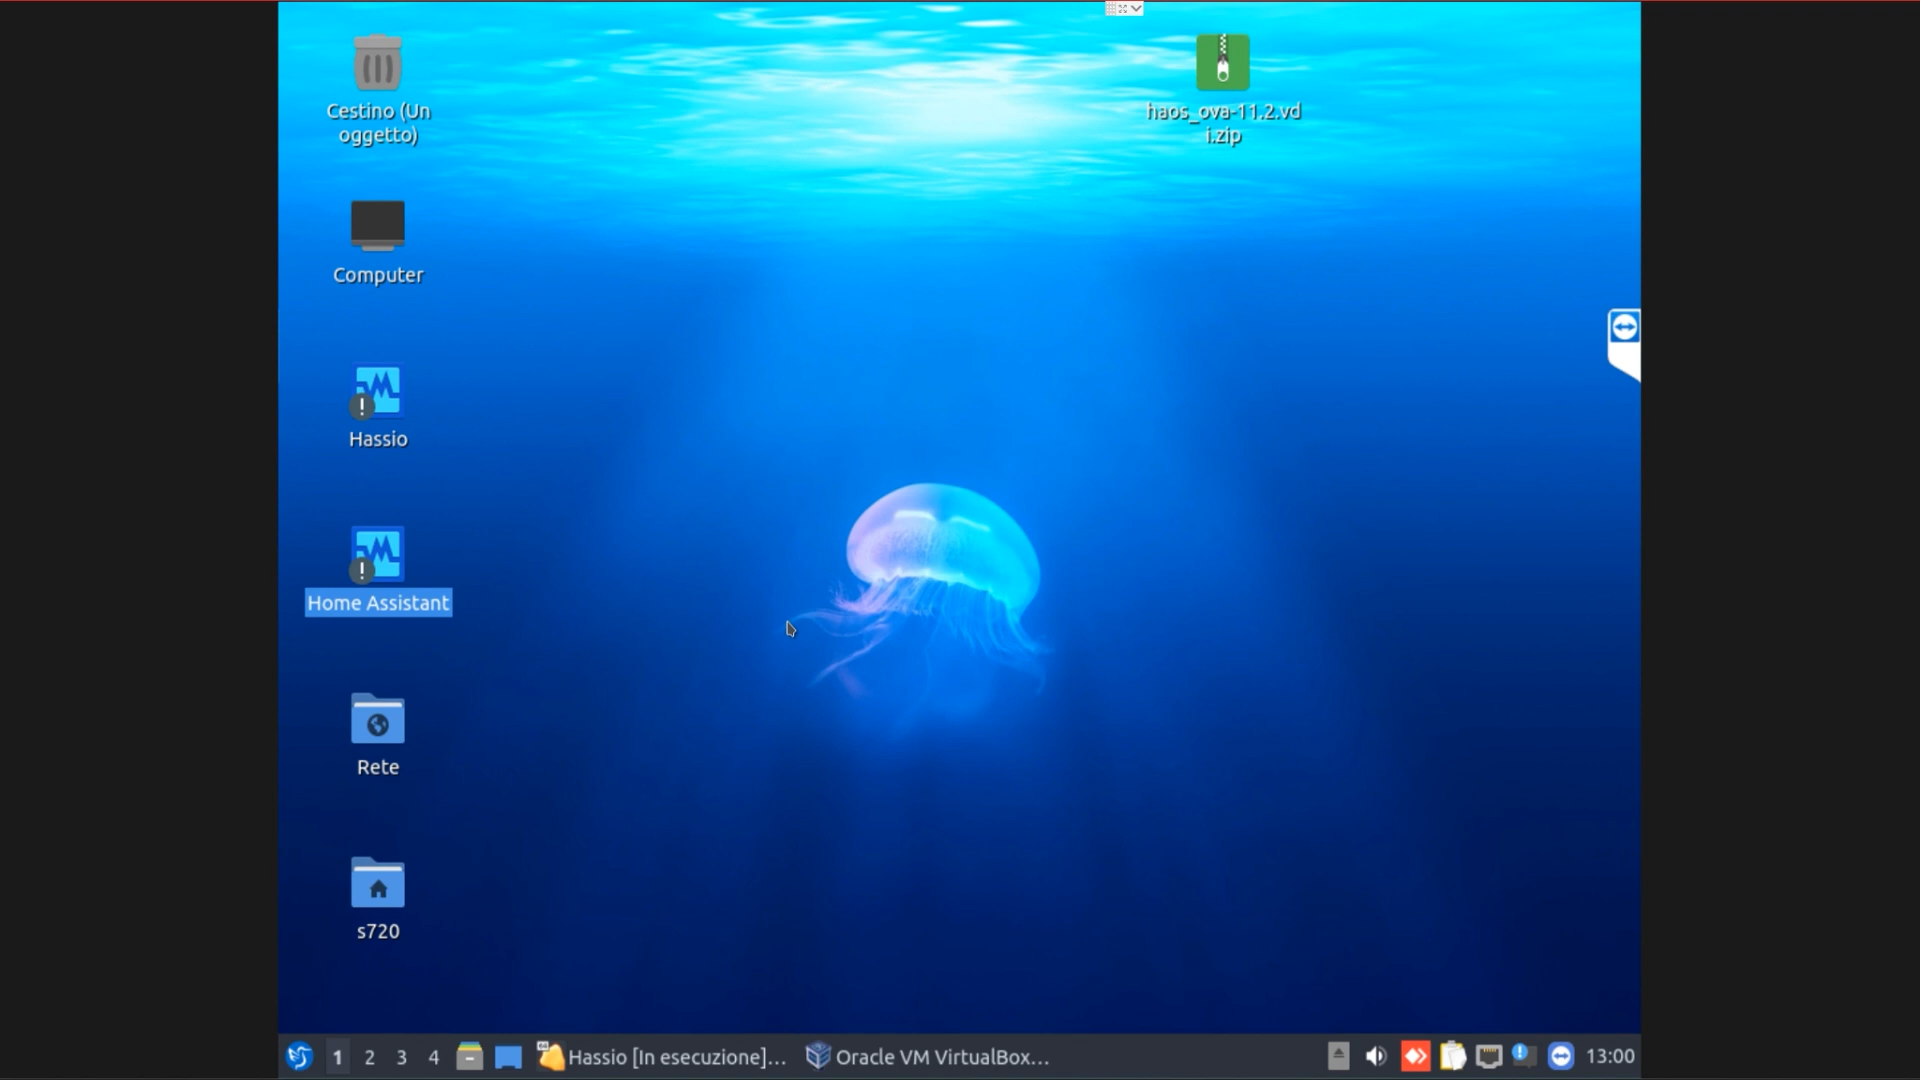 Cestino (Un
oggetto)
haos_ova-11.2.vd
i.zip
Computer
Hassio
Home Assistant
Rete
s720
1 2 3 4 Hassio [In esecuzione]... Oracle VM VirtualBox... 13:00